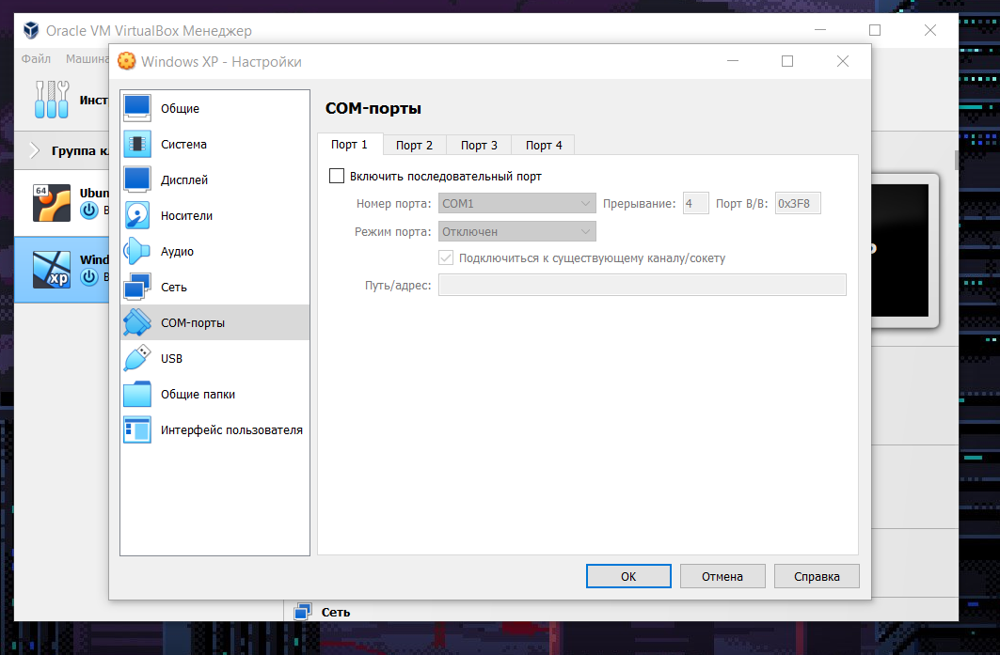 Oracle VM VirtualBox Менеджер
Файл Машина
Windows XP - Настройки
Инст
Группа к
64
Ubun
В
xp
Wind
В
Общие
Система
Дисплей
Носители
Аудио
Сеть
COM-порты
USB
Общие папки
Интерфейс пользователя
COM-порты
Порт 1 Порт 2 Порт 3 Порт 4
Включить последовательный порт
Номер порта: COM1 Прерывание: 4 Порт В/В: 0x3F8
Режим порта: Отключен
Подключиться к существующему каналу/сокету
Путь/адрес:
OK Отмена Справка
Сеть